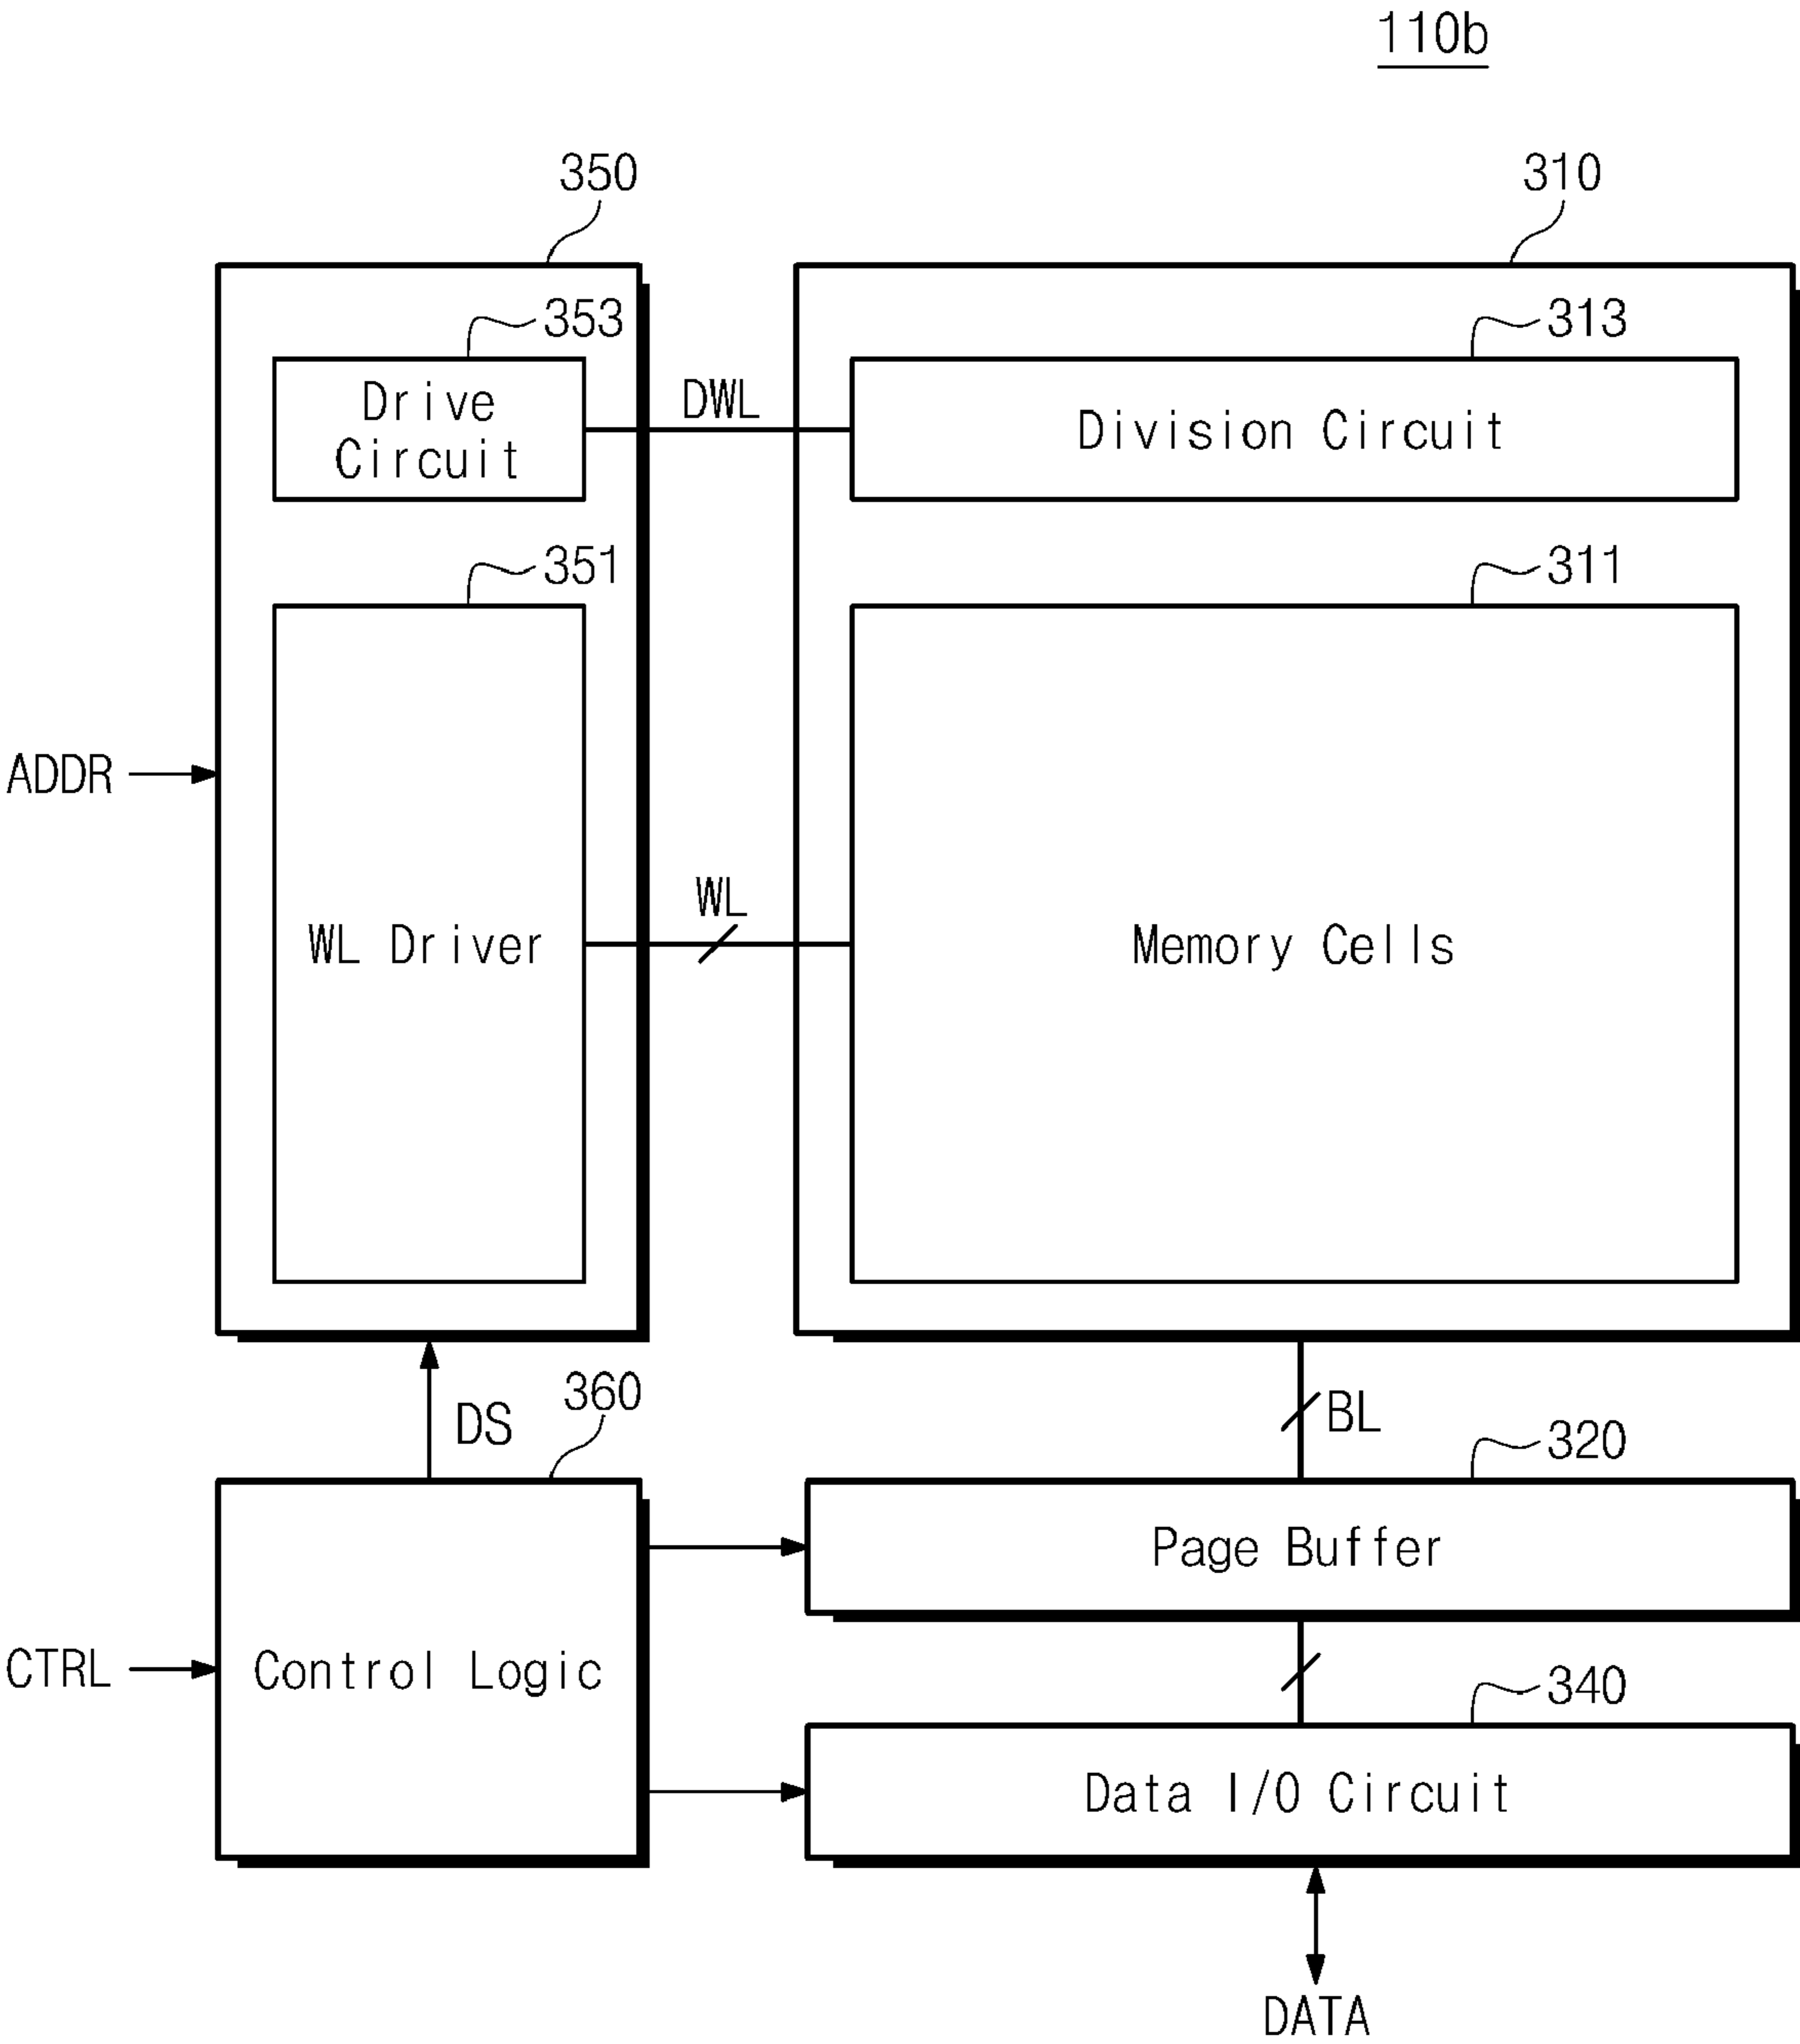 110b
350
310
353
313
Drive
Circuit
DWL
Division Circuit
351
311
ADDR
WL
WL Driver
Memory Cells
DS
360
BL
320
Page Buffer
CTRL
Control Logic
340
Data I/O Circuit
DATA